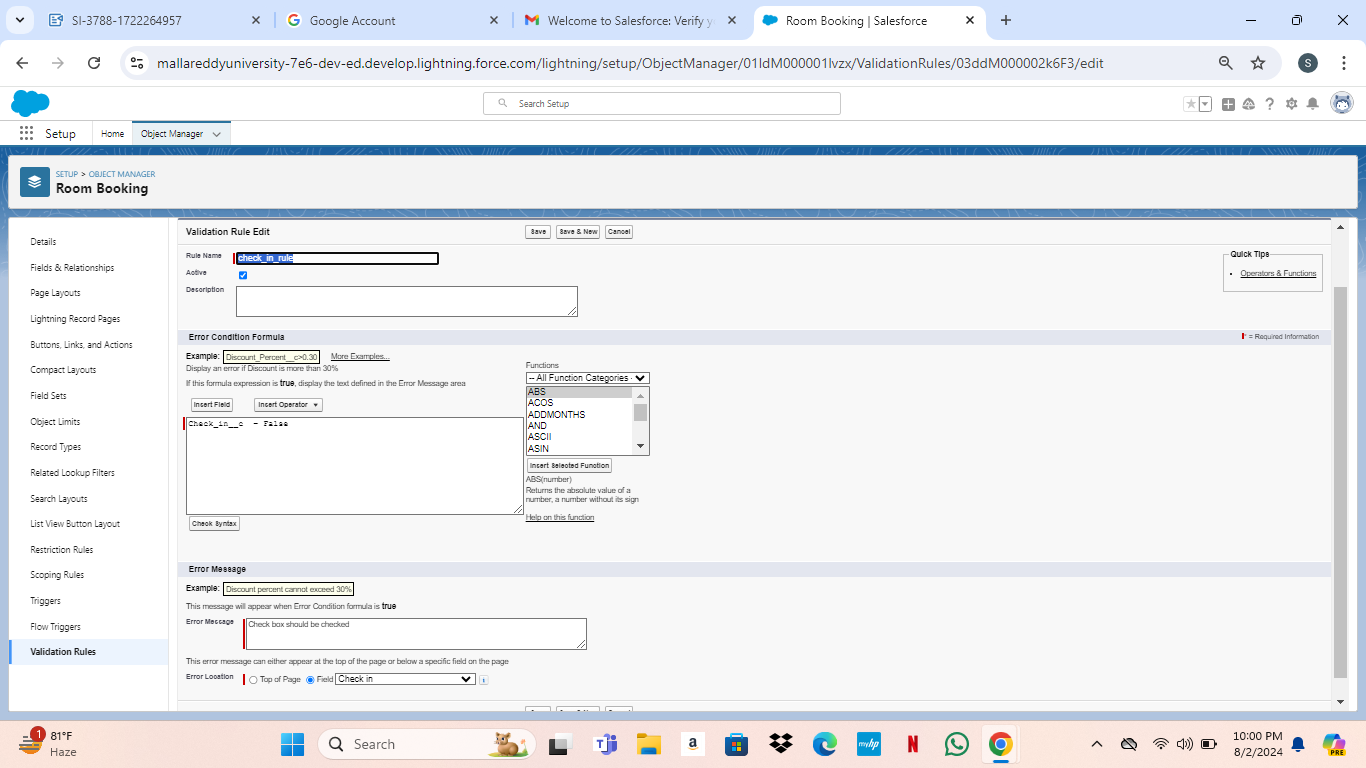 SI-3788-1722264957
Google Account
Welcome to Salesforce: Verify y
Room Booking | Salesforce
mallareddyuniversity-7e6-dev-ed.develop.lightning.force.com/lightning/setup/ObjectManager/01IdM000001lvzx/ValidationRules/03ddM000002k6F3/edit
S
Search Setup
Setup
Home
Object Manager
SETUP > OBJECT MANAGER
Room Booking
Details
Fields & Relationships
Page Layouts
Lightning Record Pages
Buttons, Links, and Actions
Compact Layouts
Field Sets
Object Limits
Record Types
Related Lookup Filters
Search Layouts
List View Button Layout
Restriction Rules
Scoping Rules
Triggers
Flow Triggers
Validation Rules
Validation Rule Edit
Save
Save & New
Cancel
Rule Name
check_in_rule
Active
Description
Quick Tips
• Operators & Functions
Error Condition Formula
= Required Information
Example: Discount_Percent__c>0.30 More Examples...
Display an error if Discount is more than 30%
If this formula expression is true, display the text defined in the Error Message area
Insert Field
Insert Operator
Check_in__c = False
Check Syntax
Functions
-- All Function Categories -
ABS
ACOS
ADDMONTHS
AND
ASCII
ASIN
Insert Selected Function
ABS(number)
Returns the absolute value of a
number, a number without its sign
Help on this function
Error Message
Example: Discount percent cannot exceed 30%
This message will appear when Error Condition formula is true
Error Message
Check box should be checked
This error message can either appear at the top of the page or below a specific field on the page
Error Location
Top of Page
Field
Check in
i
1
81°F
Haze
Search
a
myhp
N
PRE
10:00 PM
8/2/2024